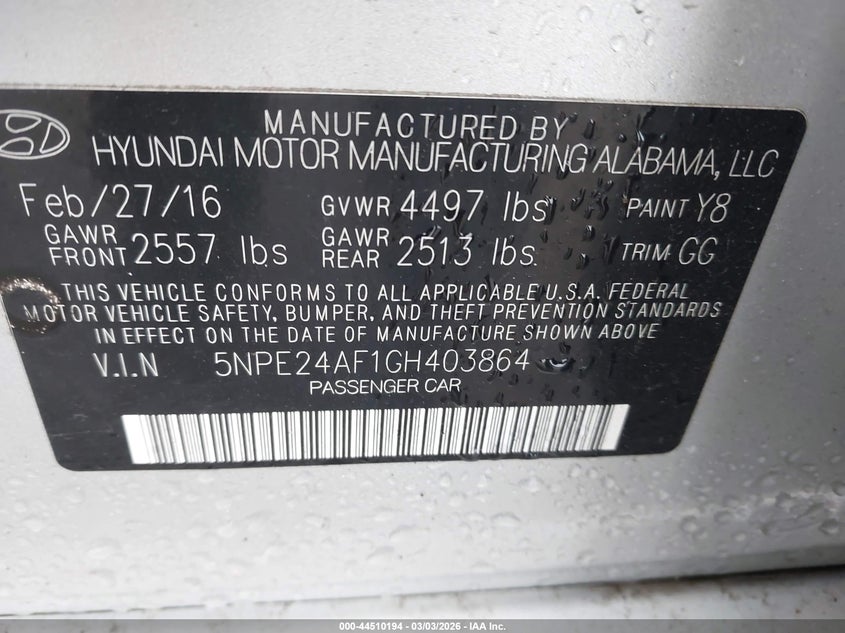 MANUFACTURED BY
HYUNDAI MOTOR MANUFACTURING ALABAMA, LLC
Feb/27/16 GVWR 4497 lbs PAINT Y8
GAWR FRONT 2557 lbs GAWR REAR 2513 lbs TRIM GG
THIS VEHICLE CONFORMS TO ALL APPLICABLE U.S.A. FEDERAL
MOTOR VEHICLE SAFETY, BUMPER, AND THEFT PREVENTION STANDARDS
IN EFFECT ON THE DATE OF MANUFACTURE SHOWN ABOVE
V.I.N 5NPE24AF1GH403864
PASSENGER CAR
000-44510194 - 03/03/2026 - IAA Inc.